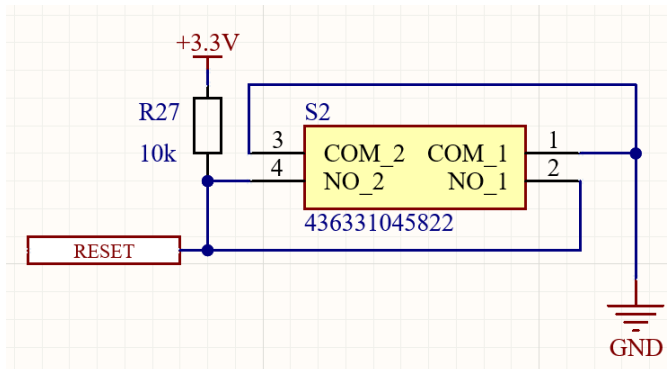 +3.3V
R27
10k
S2
3 COM_2 COM_1 1
4 NO_2 NO_1 2
436331045822
RESET
GND